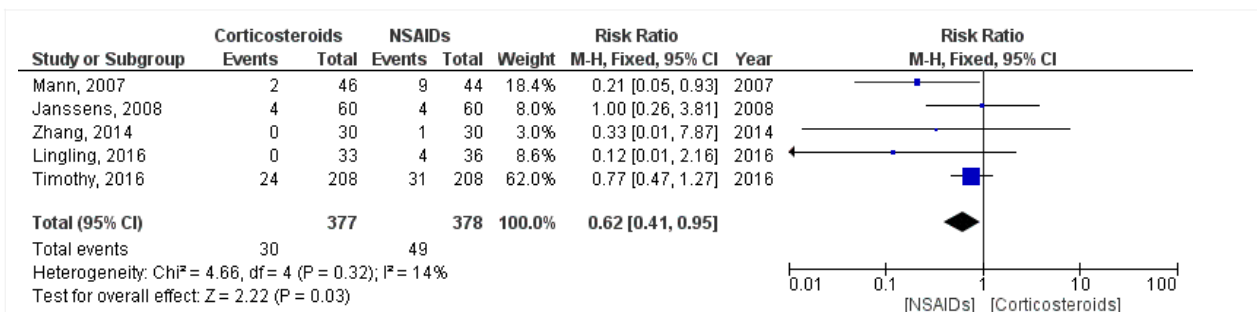 Corticosteroids NSAIDs Risk Ratio Risk Ratio
Study or Subgroup Events Total Events Total Weight M-H, Fixed, 95% CI Year M-H, Fixed, 95% CI
Mann, 2007 2 46 9 44 18.4% 0.21 [0.05, 0.93] 2007
Janssens, 2008 4 60 4 60 8.0% 1.00 [0.26, 3.81] 2008
Zhang, 2014 0 30 1 30 3.0% 0.33 [0.01, 7.87] 2014
Lingling, 2016 0 33 4 36 8.6% 0.12 [0.01, 2.16] 2016
Timothy, 2016 24 208 31 208 62.0% 0.77 [0.47, 1.27] 2016
Total (95% CI) 377 378 100.0% 0.62 [0.41, 0.95]
Total events 30 49
Heterogeneity: Chi² = 4.66, df = 4 (P = 0.32); I² = 14%
Test for overall effect: Z = 2.22 (P = 0.03)
0.01 0.1 1 10 100
[NSAIDs] [Corticosteroids]